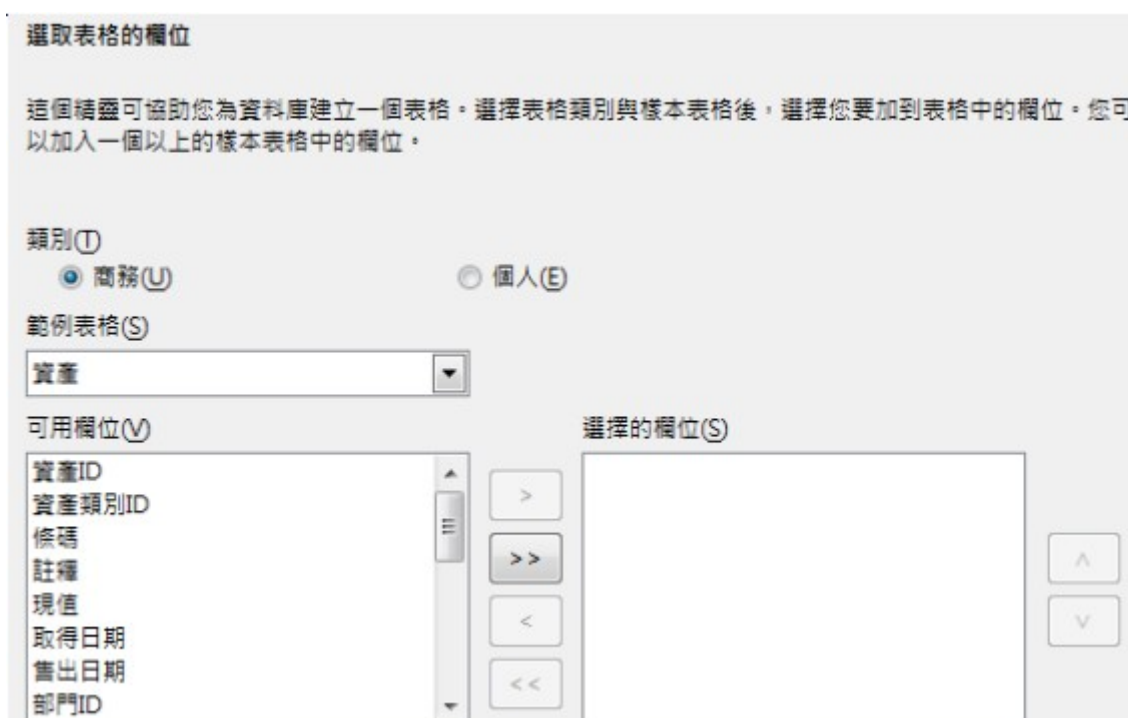 選取表格的欄位
這個精靈可協助您為資料庫建立一個表格。選擇表格類別與樣本表格後,選擇您要加到表格中的欄位。您可
以加入一個以上的樣本表格中的欄位。
類別(T)
商務(U) 個人(E)
範例表格(S)
資產
可用欄位(V) 選擇的欄位(S)
資產ID
資產類別ID
條碼
註釋
現值
取得日期
售出日期
部門ID
>
>>
<
<<